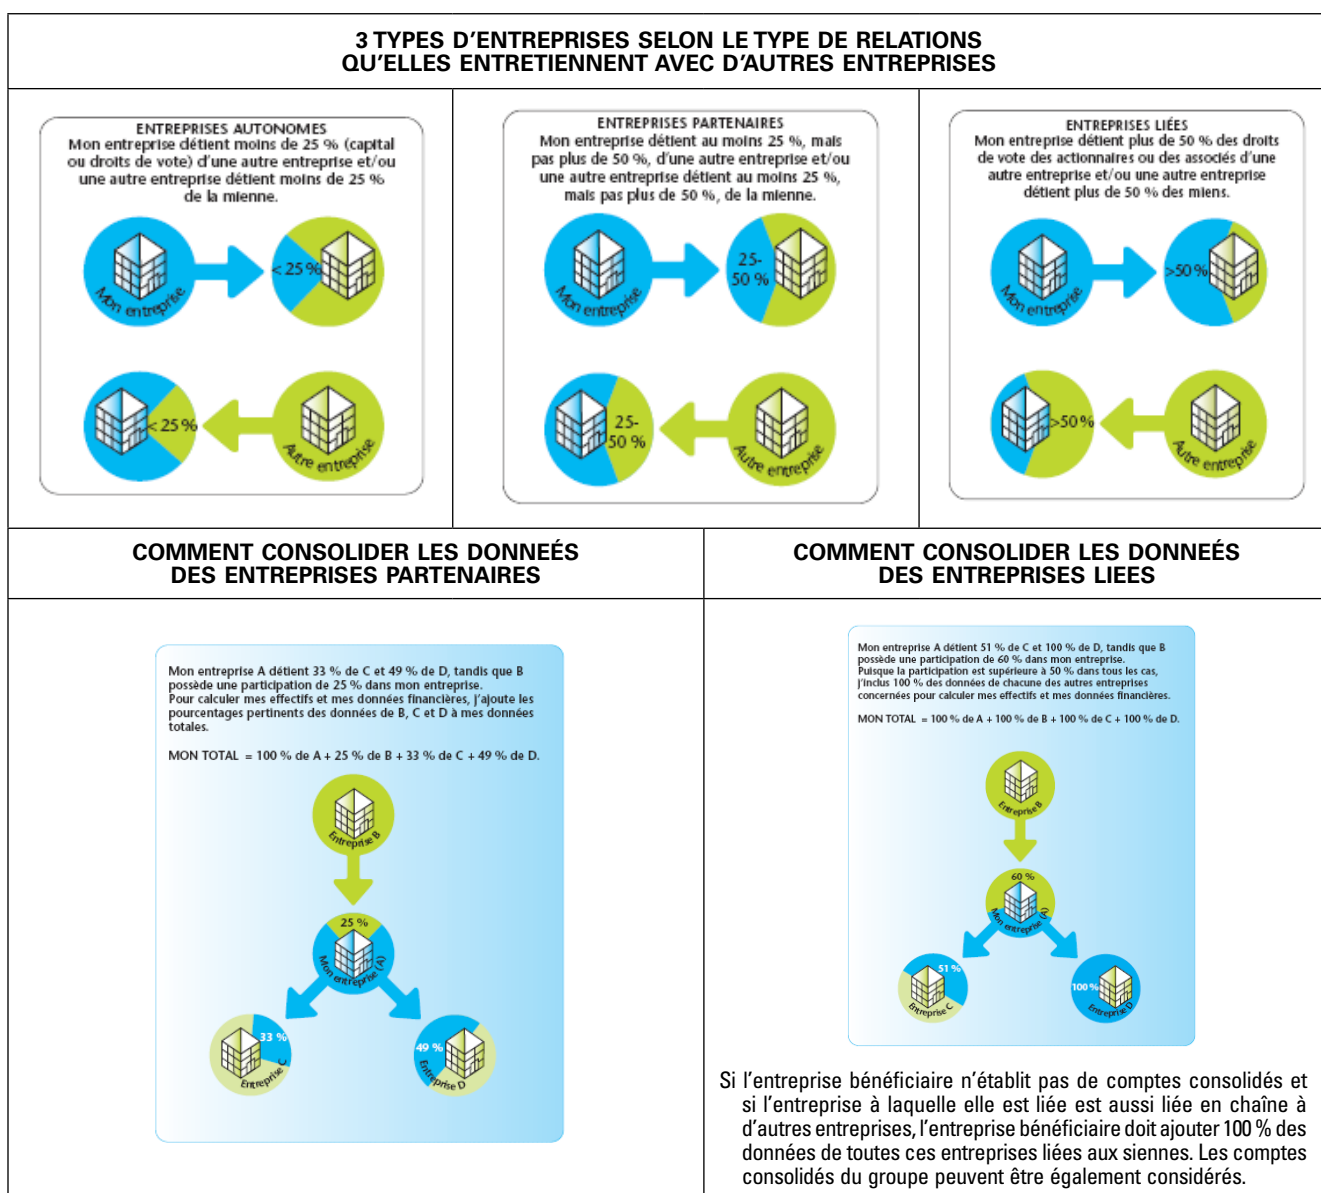 3 TYPES D'ENTREPRISES SELON LE TYPE DE RELATIONS
QU'ELLES ENTRETIENNENT AVEC D'AUTRES ENTREPRISES
ENTREPRISES AUTONOMES
Mon entreprise détient moins de 25 % (capital
ou droits de vote) d'une autre entreprise et/ou
une autre entreprise détient moins de 25 %
de la mienne.
Mon entreprise
< 25 %
< 25 %
Autre entreprise
ENTREPRISES PARTENAIRES
Mon entreprise détient au moins 25 %, mais
pas plus de 50 %, d'une autre entreprise et/ou
une autre entreprise détient au moins 25 %,
mais pas plus de 50 %, de la mienne.
Mon entreprise
25-
50 %
25-
50 %
Autre entreprise
ENTREPRISES LIÉES
Mon entreprise détient plus de 50 % des droits
de vote des actionnaires ou des associés d'une
autre entreprise et/ou une autre entreprise
détient plus de 50 % des miens.
Mon entreprise
>50 %
>50 %
Autre entreprise
COMMENT CONSOLIDER LES DONNEÉS
DES ENTREPRISES PARTENAIRES
Mon entreprise A détient 33 % de C et 49 % de D, tandis que B
possède une participation de 25 % dans mon entreprise.
Pour calculer mes effectifs et mes données financières, j'ajoute les
pourcentages pertinents des données de B, C et D à mes données
totales.
MON TOTAL = 100 % de A + 25 % de B + 33 % de C + 49 % de D.
Entreprise B
25 %
Mon entreprise (A)
33 %
Entreprise C
49 %
Entreprise D
COMMENT CONSOLIDER LES DONNEÉS
DES ENTREPRISES LIEES
Mon entreprise A détient 51 % de C et 100 % de D, tandis que B
possède une participation de 60 % dans mon entreprise.
Puisque la participation est supérieure à 50 % dans tous les cas,
j'inclus 100 % des données de chacune des autres entreprises
concernées pour calculer mes effectifs et mes données financières.
MON TOTAL = 100 % de A + 100 % de B + 100 % de C + 100 % de D.
Entreprise B
60 %
Mon entreprise (A)
51 %
Entreprise C
100 %
Entreprise D
Si l'entreprise bénéficiaire n'établit pas de comptes consolidés et
si l'entreprise à laquelle elle est liée est aussi liée en chaîne à
d'autres entreprises, l'entreprise bénéficiaire doit ajouter 100 % des
données de toutes ces entreprises liées aux siennes. Les comptes
consolidés du groupe peuvent être également considérés.